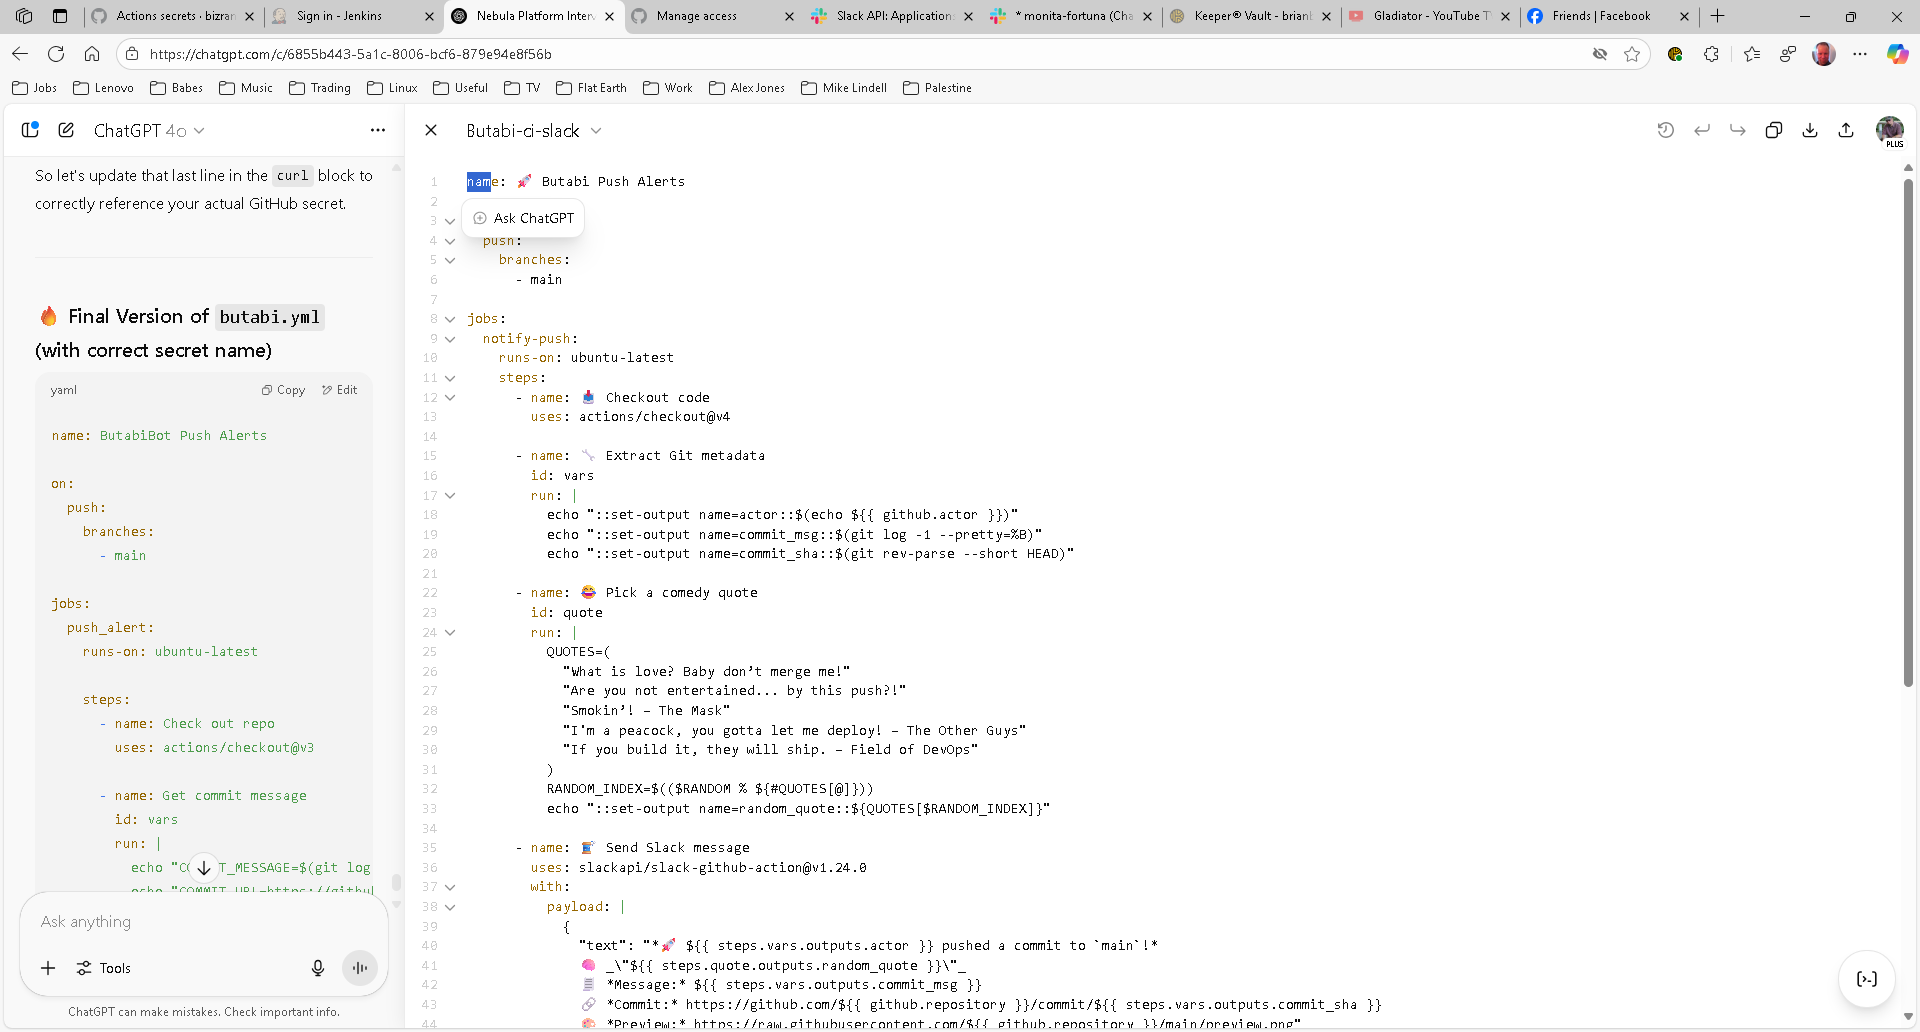 Actions secrets · bizran
Sign in - Jenkins
Nebula Platform Inter
Manage access
Slack API: Applications
* monita-fortuna (Cha
Keeper® Vault - brianl
Gladiator - YouTube T
Friends | Facebook
https://chatgpt.com/c/6855b443-5a1c-8006-bcf6-879e94e8f56b
Jobs
Lenovo
Babes
Music
Trading
Linux
Useful
TV
Flat Earth
Work
Alex Jones
Mike Lindell
Palestine
ChatGPT 4o
So let's update that last line in the curl block to
correctly reference your actual GitHub secret.
🔥 Final Version of butabi.yml
(with correct secret name)
yaml
Copy
Edit
name: ButabiBot Push Alerts
on:
push:
branches:
- main
jobs:
push_alert:
runs-on: ubuntu-latest
steps:
- name: Check out repo
uses: actions/checkout@v3
- name: Get commit message
id: vars
run: |
echo "CO T_MESSAGE=$(git log
echo "COMMIT_URL=https://githu
Ask anything
Tools
ChatGPT can make mistakes. Check important info.
Butabi-ci-slack
PLUS
1 name: 🚀 Butabi Push Alerts
2
Ask ChatGPT
3
4 push:
5 branches:
6 - main
7
8 jobs:
9 notify-push:
10 runs-on: ubuntu-latest
11 steps:
12 - name: 📥 Checkout code
13 uses: actions/checkout@v4
14
15 - name: 🔧 Extract Git metadata
16 id: vars
17 run: |
18 echo "::set-output name=actor::$(echo ${{ github.actor }})"
19 echo "::set-output name=commit_msg::$(git log -1 --pretty=%B)"
20 echo "::set-output name=commit_sha::$(git rev-parse --short HEAD)"
21
22 - name: 😂 Pick a comedy quote
23 id: quote
24 run: |
25 QUOTES=(
26 "What is love? Baby don’t merge me!"
27 "Are you not entertained... by this push?!"
28 "Smokin’! – The Mask"
29 "I'm a peacock, you gotta let me deploy! – The Other Guys"
30 "If you build it, they will ship. – Field of DevOps"
31 )
32 RANDOM_INDEX=$(($RANDOM % ${#QUOTES[@]}))
33 echo "::set-output name=random_quote::${QUOTES[$RANDOM_INDEX]}"
34
35 - name: 🧵 Send Slack message
36 uses: slackapi/slack-github-action@v1.24.0
37 with:
38 payload: |
39 {
40 "text": "*🚀 ${{ steps.vars.outputs.actor }} pushed a commit to `main`!*
41 🧠 _\"${{ steps.quote.outputs.random_quote }}\"_
42 🧾 *Message:* ${{ steps.vars.outputs.commit_msg }}
43 🔗 *Commit:* https://github.com/${{ github.repository }}/commit/${{ steps.vars.outputs.commit_sha }}
44 🎨 *Preview:* https://raw.githubusercontent.com/${{ github.repository }}/main/preview.png"